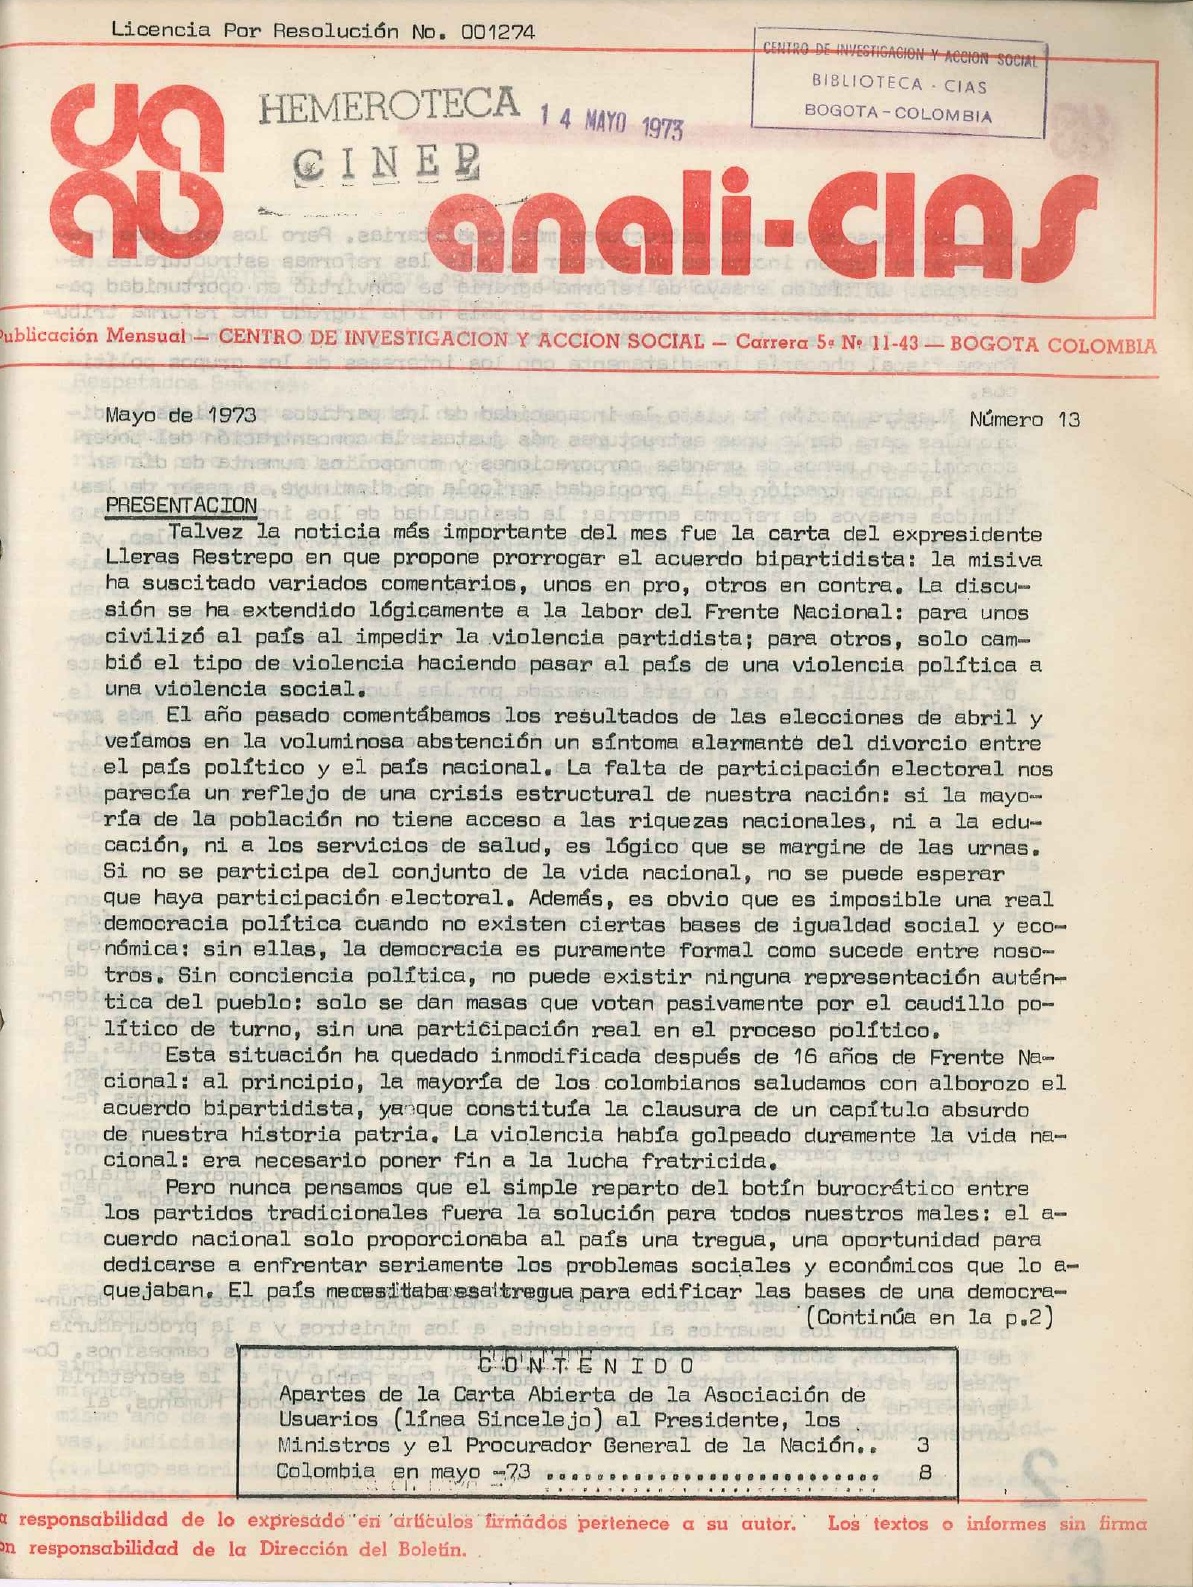 Licencia Por Resolución No. 001274
CENTRO DE INVESTIGACION Y ACCION SOCIAL
BIBLIOTECA - CIAS
BOGOTA - COLOMBIA
HEMEROTECA
14 MAYO 1973
CINEP
anali-CIAS
Publicación Mensual — CENTRO DE INVESTIGACION Y ACCION SOCIAL — Carrera 5ª Nº 11-43 — BOGOTA COLOMBIA
Mayo de 1973 Número 13
PRESENTACION
Talvez la noticia más importante del mes fue la carta del expresidente
Lleras Restrepo en que propone prorrogar el acuerdo bipartidista: la misiva
ha suscitado variados comentarios, unos en pro, otros en contra. La discu-
sión se ha extendido lógicamente a la labor del Frente Nacional: para unos
civilizó al país al impedir la violencia partidista; para otros, solo cam-
bió el tipo de violencia haciendo pasar al país de una violencia política a
una violencia social.
El año pasado comentábamos los resultados de las elecciones de abril y
veíamos en la voluminosa abstención un síntoma alarmante del divorcio entre
el país político y el país nacional. La falta de participación electoral nos
parecía un reflejo de una crisis estructural de nuestra nación: si la mayo-
ría de la población no tiene acceso a las riquezas nacionales, ni a la edu-
cación, ni a los servicios de salud, es lógico que se margine de las urnas.
Si no se participa del conjunto de la vida nacional, no se puede esperar
que haya participación electoral. Además, es obvio que es imposible una real
democracia política cuando no existen ciertas bases de igualdad social y eco-
nómica: sin ellas, la democracia es puramente formal como sucede entre noso-
tros. Sin conciencia política, no puede existir ninguna representación autén-
tica del pueblo: solo se dan masas que votan pasivamente por el caudillo po-
lítico de turno, sin una participación real en el proceso político.
Esta situación ha quedado inmodificada después de 16 años de Frente Na-
cional: al principio, la mayoría de los colombianos saludamos con alborozo el
acuerdo bipartidista, ya que constituía la clausura de un capítulo absurdo
de nuestra historia patria. La violencia había golpeado duramente la vida na-
cional: era necesario poner fin a la lucha fratricida.
Pero nunca pensamos que el simple reparto del botín burocrático entre
los partidos tradicionales fuera la solución para todos nuestros males: el a-
cuerdo nacional solo proporcionaba al país una tregua, una oportunidad para
dedicarse a enfrentar seriamente los problemas sociales y económicos que lo a-
quejaban. El país necesitaba esa tregua para edificar las bases de una democra-
(Continúa en la p.2)
CONTENIDO
Apartes de la Carta Abierta de la Asociación de
Usuarios (línea Sincelejo) al Presidente, los
Ministros y el Procurador General de la Nación.. 3
Colombia en mayo -73 .......................... 8
a responsabilidad de lo expresado en artículos firmados pertenece a su autor. Los textos o informes sin firma
on responsabilidad de la Dirección del Boletín.